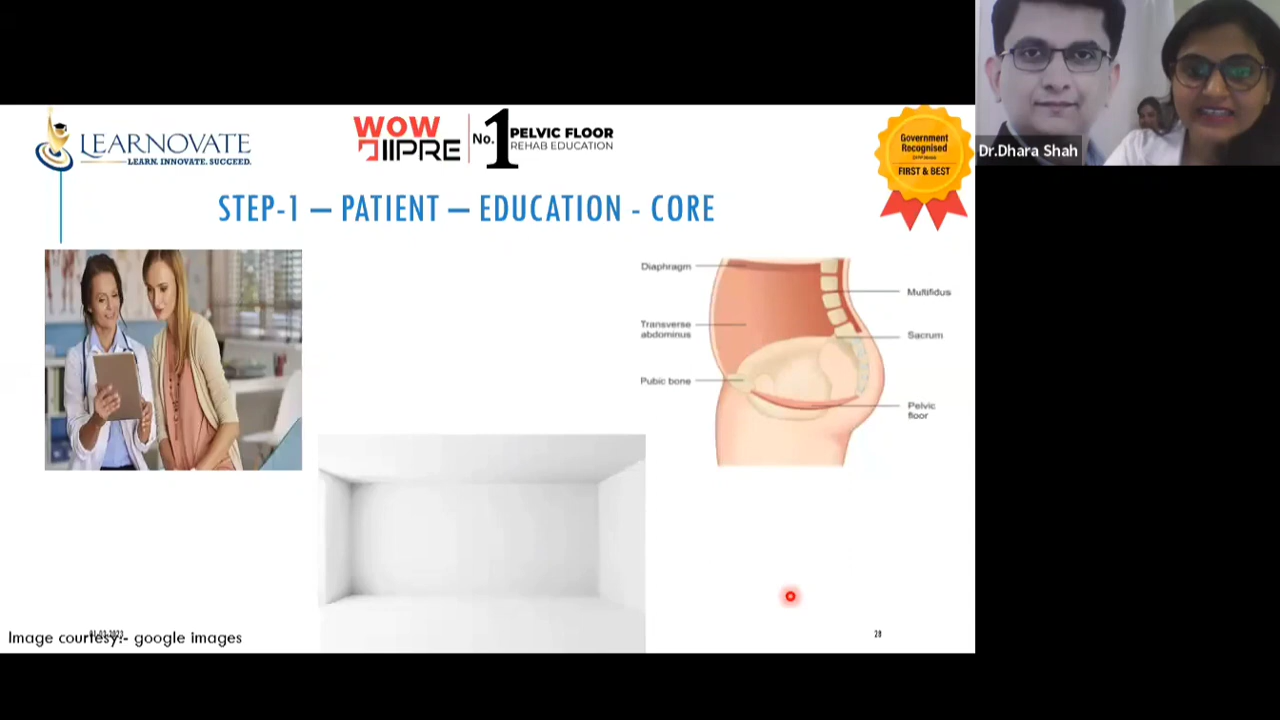 LEARNOVATE
LEARN. INNOVATE. SUCCEED.
WOW
IIPRE
No. 1 PELVIC FLOOR
REHAB EDUCATION
Government
Recognised
FIRST & BEST
Dr.Dhara Shah
STEP-1 – PATIENT – EDUCATION - CORE
Diaphragm
Multifidus
Transverse
abdominus
Sacrum
Pubic bone
Pelvic
floor
Image courtesy:- google images
28